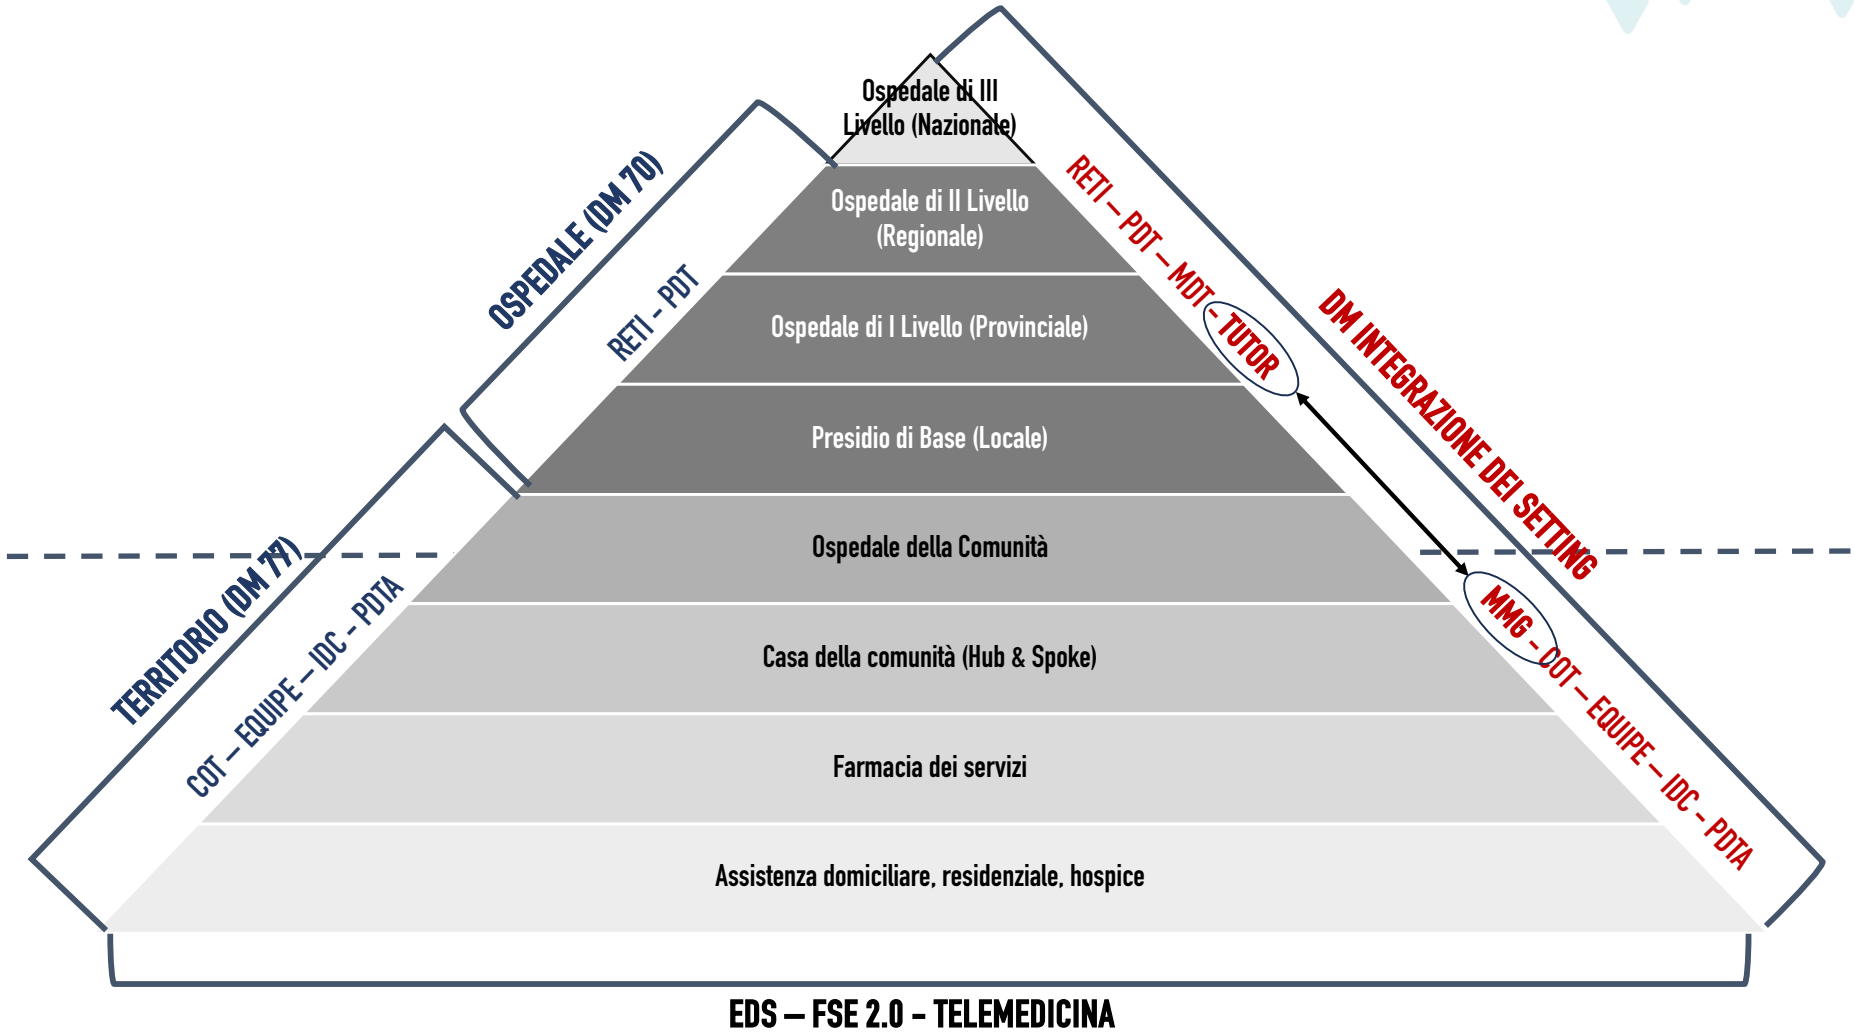 Ospedale di III
Livello (Nazionale)
Ospedale di II Livello
(Regionale)
Ospedale di I Livello (Provinciale)
Presidio di Base (Locale)
Ospedale della Comunità
Casa della comunità (Hub & Spoke)
Farmacia dei servizi
Assistenza domiciliare, residenziale, hospice
OSPEDALE (DM 70)
RETI - PDT
TERRITORIO (DM 77)
COT – EQUIPE – IDC - PDTA
RETI – PDT – MDT - TUTOR
DM INTEGRAZIONE DEI SETTING
MMG - COT – EQUIPE – IDC - PDTA
EDS – FSE 2.0 - TELEMEDICINA